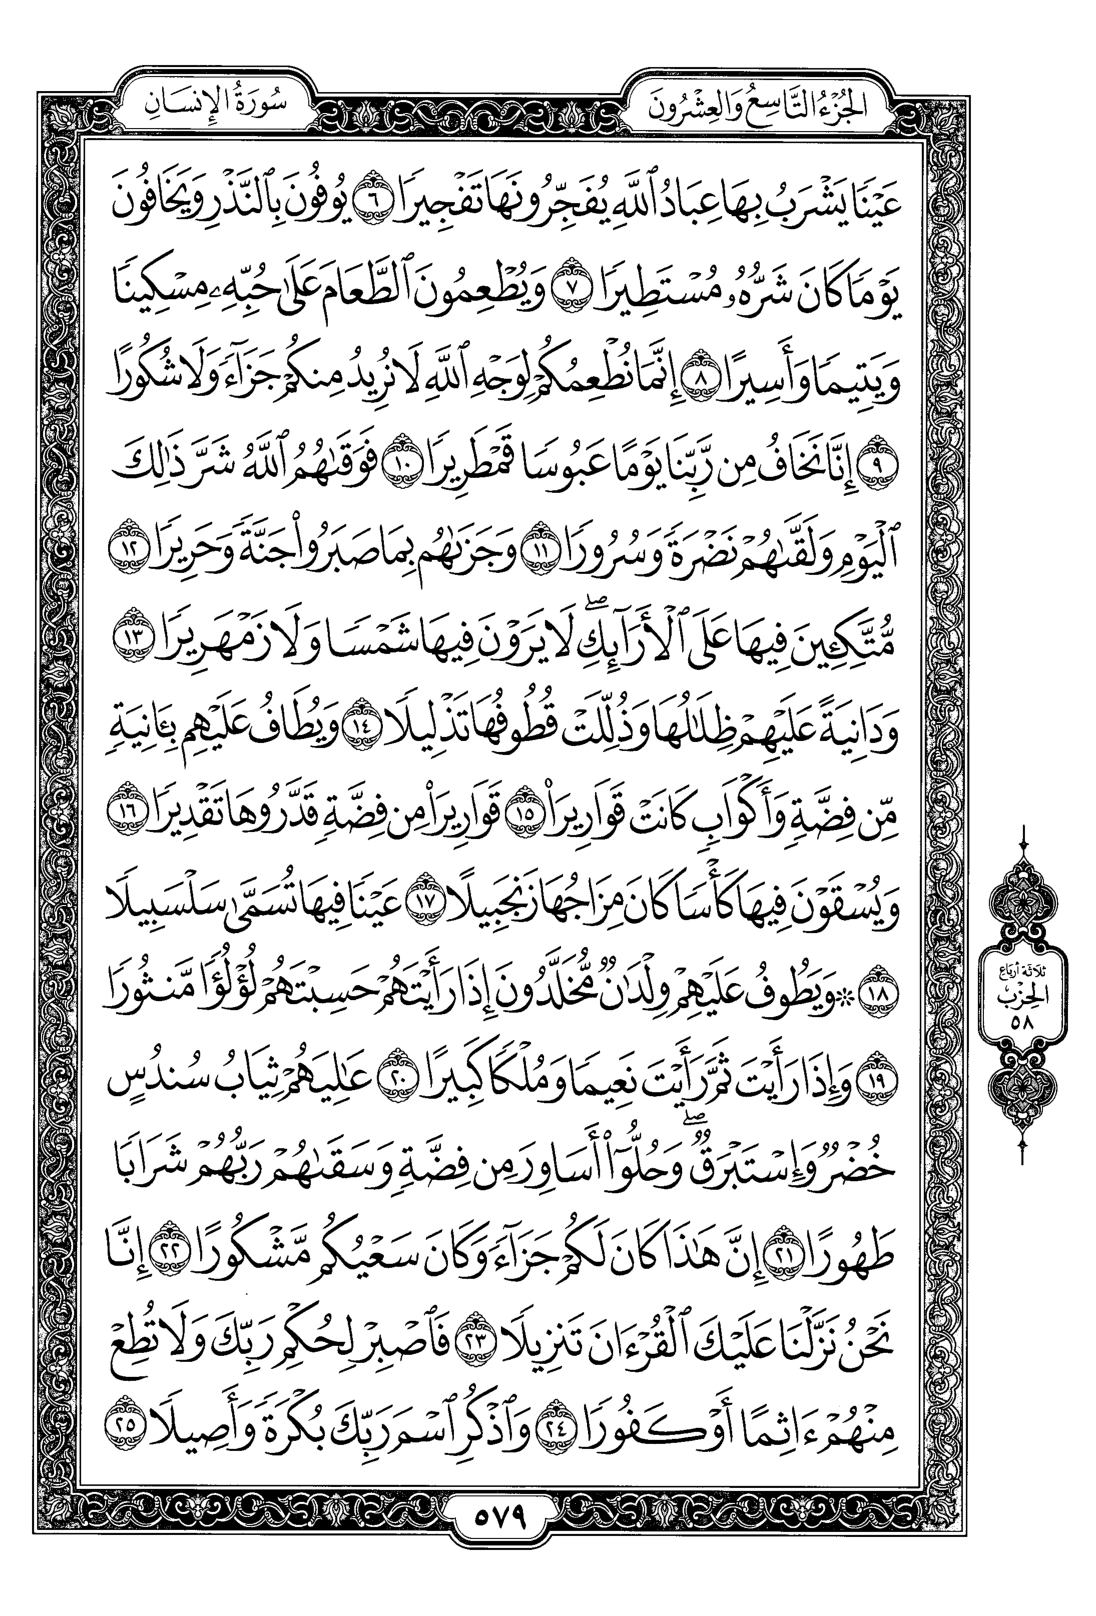 الجُزْءُ التَّاسِعُ وَالعِشْرُونَ
سُورَةُ الإِنسَانِ
عَيْنًا يَشْرَبُ بِهَا عِبَادُ ٱللَّهِ يُفَجِّرُونَهَا تَفْجِيرًا ٦ يُوفُونَ بِٱلنَّذْرِ وَيَخَافُونَ
يَوْمًا كَانَ شَرُّهُۥ مُسْتَطِيرًا ٧ وَيُطْعِمُونَ ٱلطَّعَامَ عَلَىٰ حُبِّهِۦ مِسْكِينًا
وَيَتِيمًا وَأَسِيرًا ٨ إِنَّمَا نُطْعِمُكُمْ لِوَجْهِ ٱللَّهِ لَا نُرِيدُ مِنكُمْ جَزَآءً وَلَا شُكُورًا
٩ إِنَّا نَخَافُ مِن رَّبِّنَا يَوْمًا عَبُوسًا قَمْطَرِيرًا ١٠ فَوَقَىٰهُمُ ٱللَّهُ شَرَّ ذَٰلِكَ
ٱلْيَوْمِ وَلَقَّىٰهُمْ نَضْرَةً وَسُرُورًا ١١ وَجَزَىٰهُم بِمَا صَبَرُوا۟ جَنَّةً وَحَرِيرًا ١٢
مُّتَّكِـِٔينَ فِيهَا عَلَى ٱلْأَرَآئِكِ ۖ لَا يَرَوْنَ فِيهَا شَمْسًا وَلَا زَمْهَرِيرًا ١٣
وَدَانِيَةً عَلَيْهِمْ ظِلَـٰلُهَا وَذُلِّلَتْ قُطُوفُهَا تَذْلِيلًا ١٤ وَيُطَافُ عَلَيْهِم بِـَٔانِيَةٍ
مِّن فِضَّةٍ وَأَكْوَابٍ كَانَتْ قَوَارِيرَا۠ ١٥ قَوَارِيرَا۟ مِن فِضَّةٍ قَدَّرُوهَا تَقْدِيرًا ١٦
وَيُسْقَوْنَ فِيهَا كَأْسًا كَانَ مِزَاجُهَا زَنجَبِيلًا ١٧ عَيْنًا فِيهَا تُسَمَّىٰ سَلْسَبِيلًا
١٨ ۞ وَيَطُوفُ عَلَيْهِمْ وِلْدَٰنٌ مُّخَلَّدُونَ إِذَا رَأَيْتَهُمْ حَسِبْتَهُمْ لُؤْلُؤًا مَّنثُورًا
١٩ وَإِذَا رَأَيْتَ ثَمَّ رَأَيْتَ نَعِيمًا وَمُلْكًا كَبِيرًا ٢٠ عَـٰلِيَهُمْ ثِيَابُ سُندُسٍ
خُضْرٌ وَإِسْتَبْرَقٌ ۖ وَحُلُّوٓا۟ أَسَاوِرَ مِن فِضَّةٍ وَسَقَىٰهُمْ رَبُّهُمْ شَرَابًا
طَهُورًا ٢١ إِنَّ هَـٰذَا كَانَ لَكُمْ جَزَآءً وَكَانَ سَعْيُكُم مَّشْكُورًا ٢٢ إِنَّا
نَحْنُ نَزَّلْنَا عَلَيْكَ ٱلْقُرْءَانَ تَنزِيلًا ٢٣ فَٱصْبِرْ لِحُكْمِ رَبِّكَ وَلَا تُطِعْ
مِنْهُمْ ءَاثِمًا أَوْ كَفُورًا ٢٤ وَٱذْكُرِ ٱسْمَ رَبِّكَ بُكْرَةً وَأَصِيلًا ٢٥
ثلاثة أرباع
الحِزْب
٥٨
٥٧٩